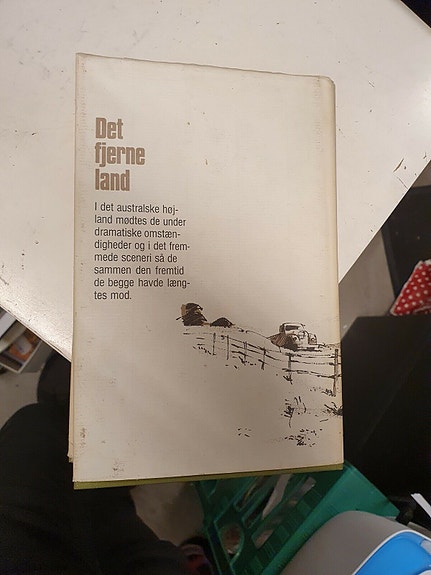 Det
fjerne
land
I det australske høj-
land mødtes de under
dramatiske omstæn-
digheder og i det frem-
mede sceneri så de
sammen den fremtid
de begge havde læng-
tes mod.